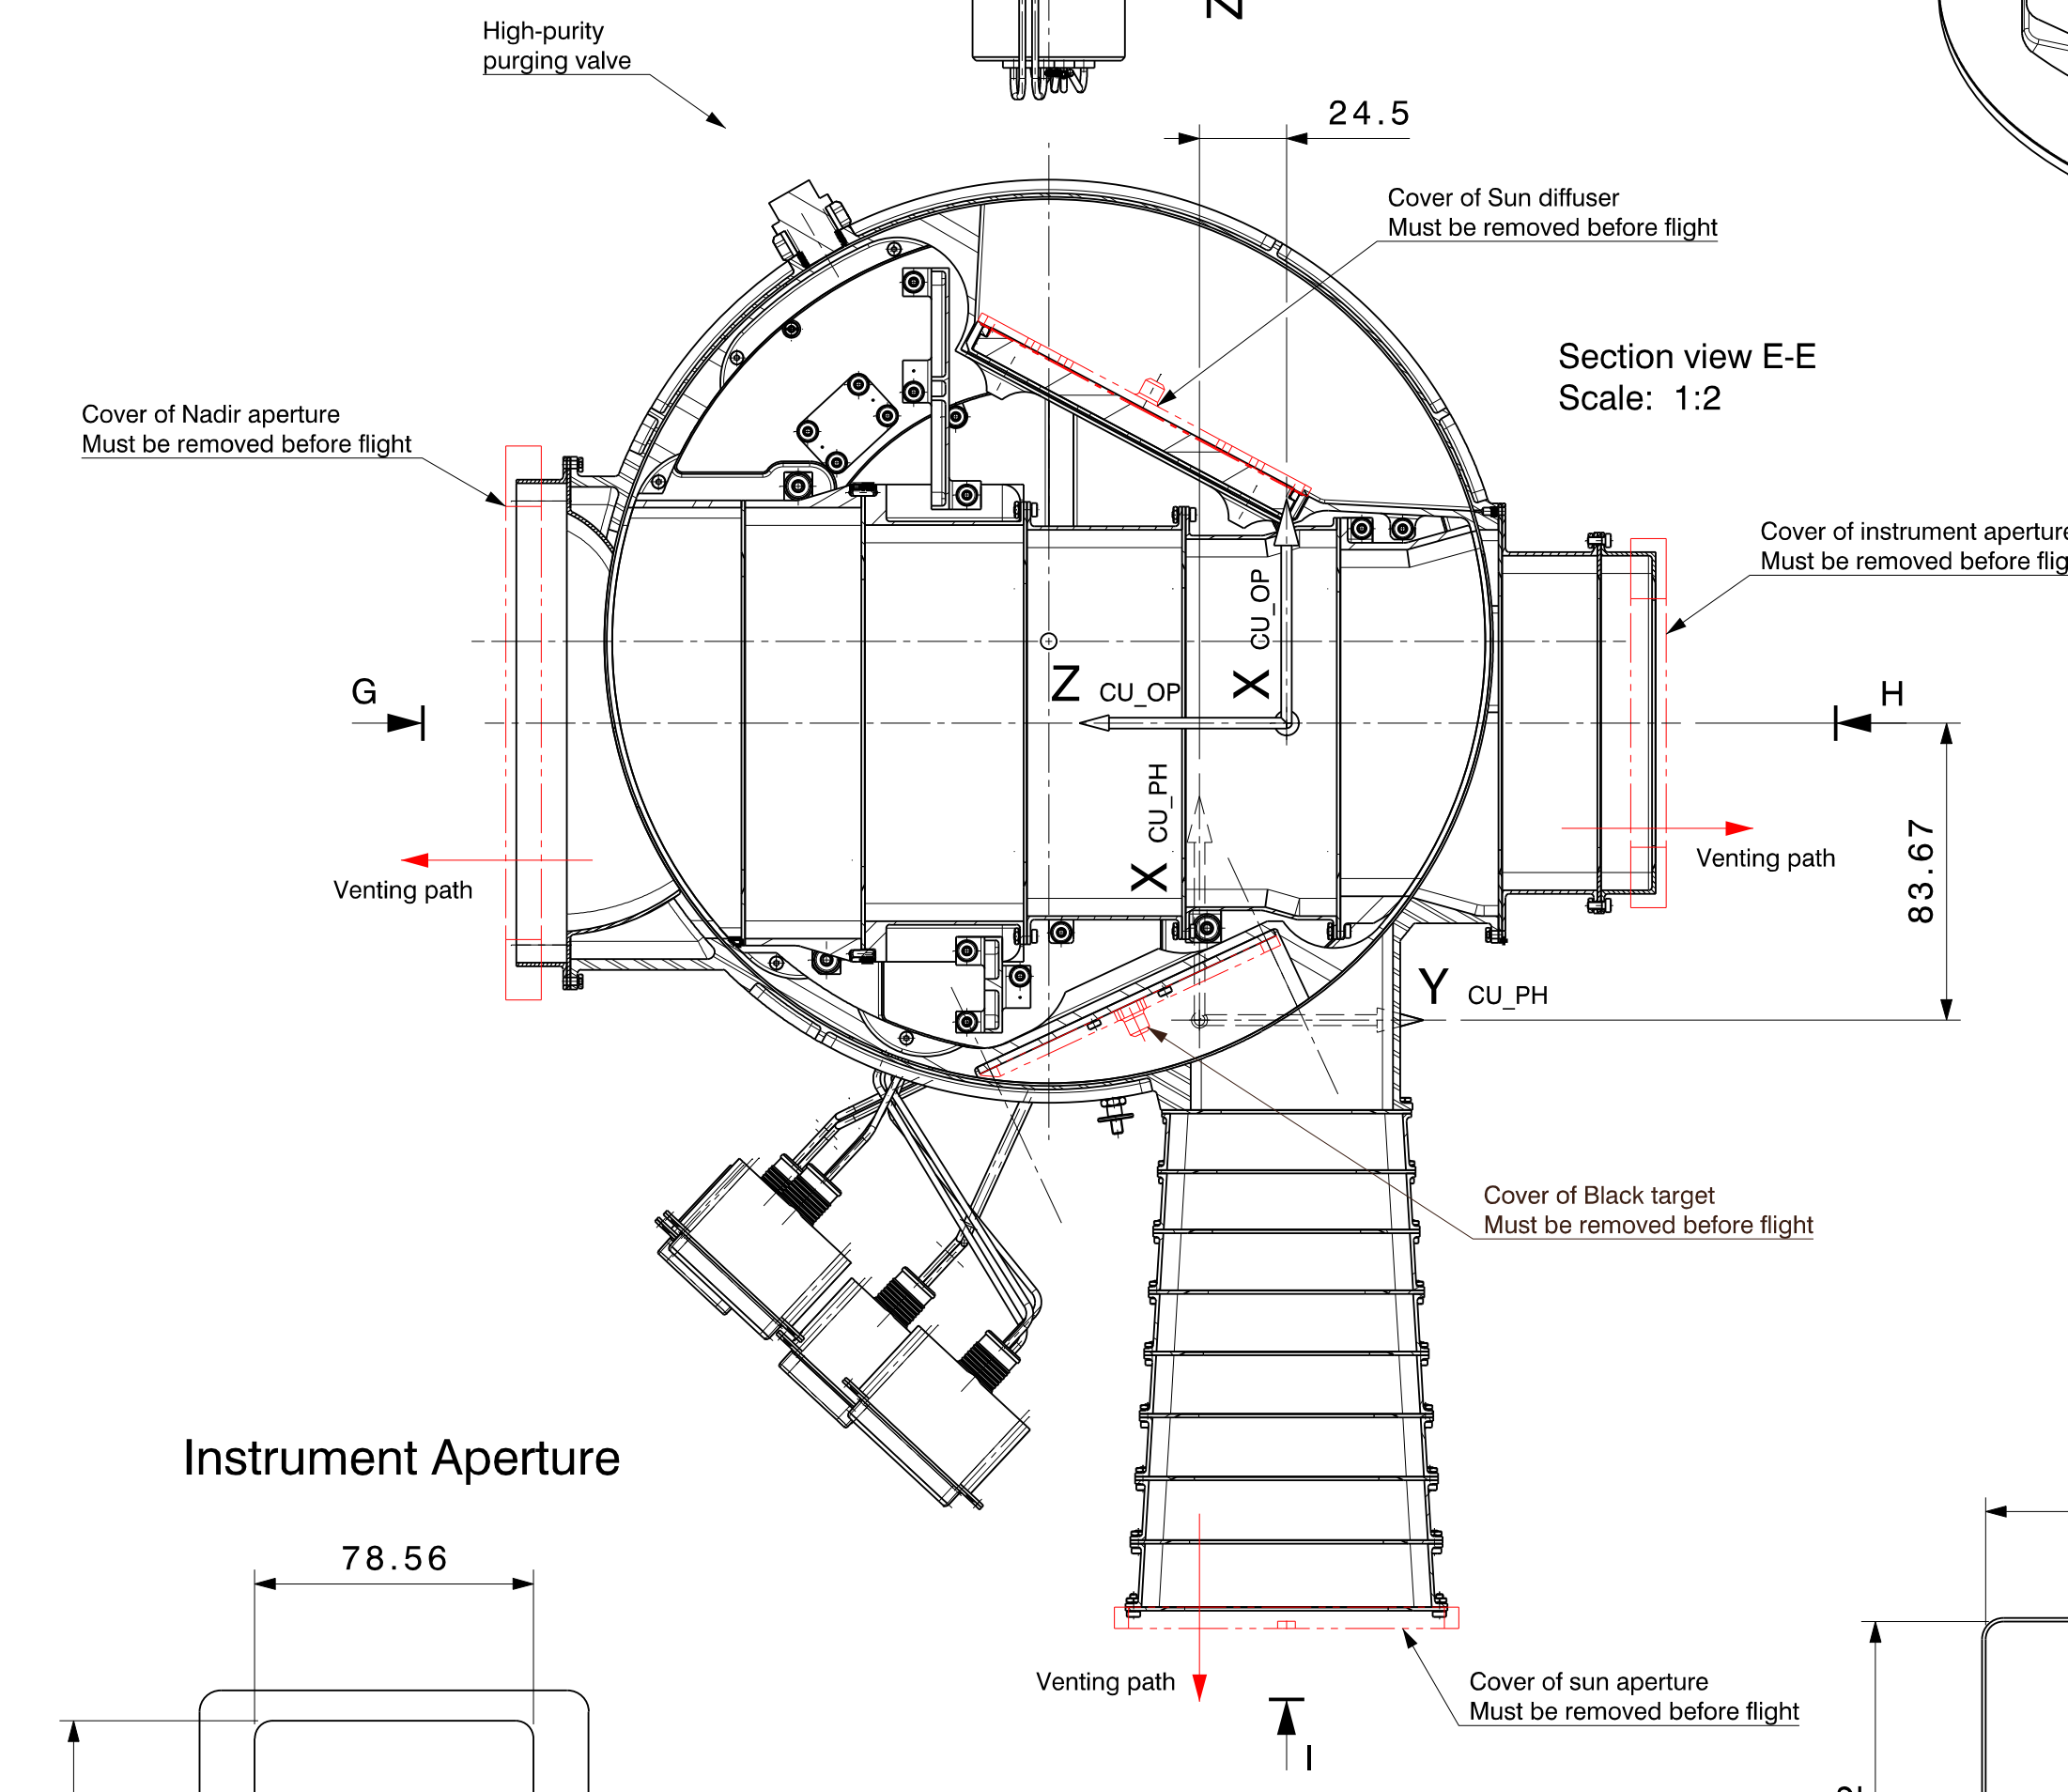 Z
High-purity
purging valve
24.5
Cover of Sun diffuser
Must be removed before flight
Section view E-E
Scale: 1:2
Cover of Nadir aperture
Must be removed before flight
Cover of instrument aperture
Must be removed before flig
X CU_OP
Z CU_OP
G
H
X CU_PH
Venting path
Venting path
83.67
Y CU_PH
Cover of Black target
Must be removed before flight
Instrument Aperture
78.56
Venting path
Cover of sun aperture
Must be removed before flight
I